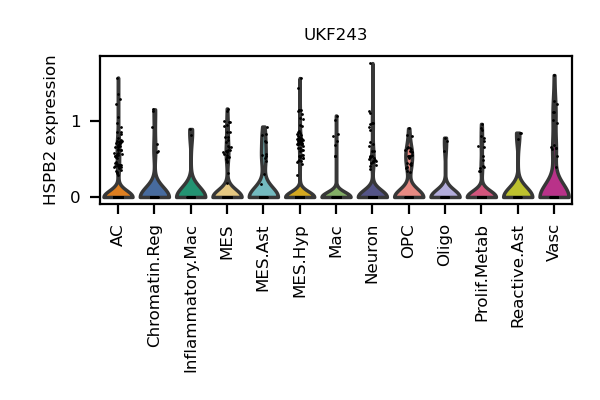 UKF243
HSPB2 expression
1
0
AC
Chromatin.Reg
Inflammatory.Mac
MES
MES.Ast
MES.Hyp
Mac
Neuron
OPC
Oligo
Prolif.Metab
Reactive.Ast
Vasc